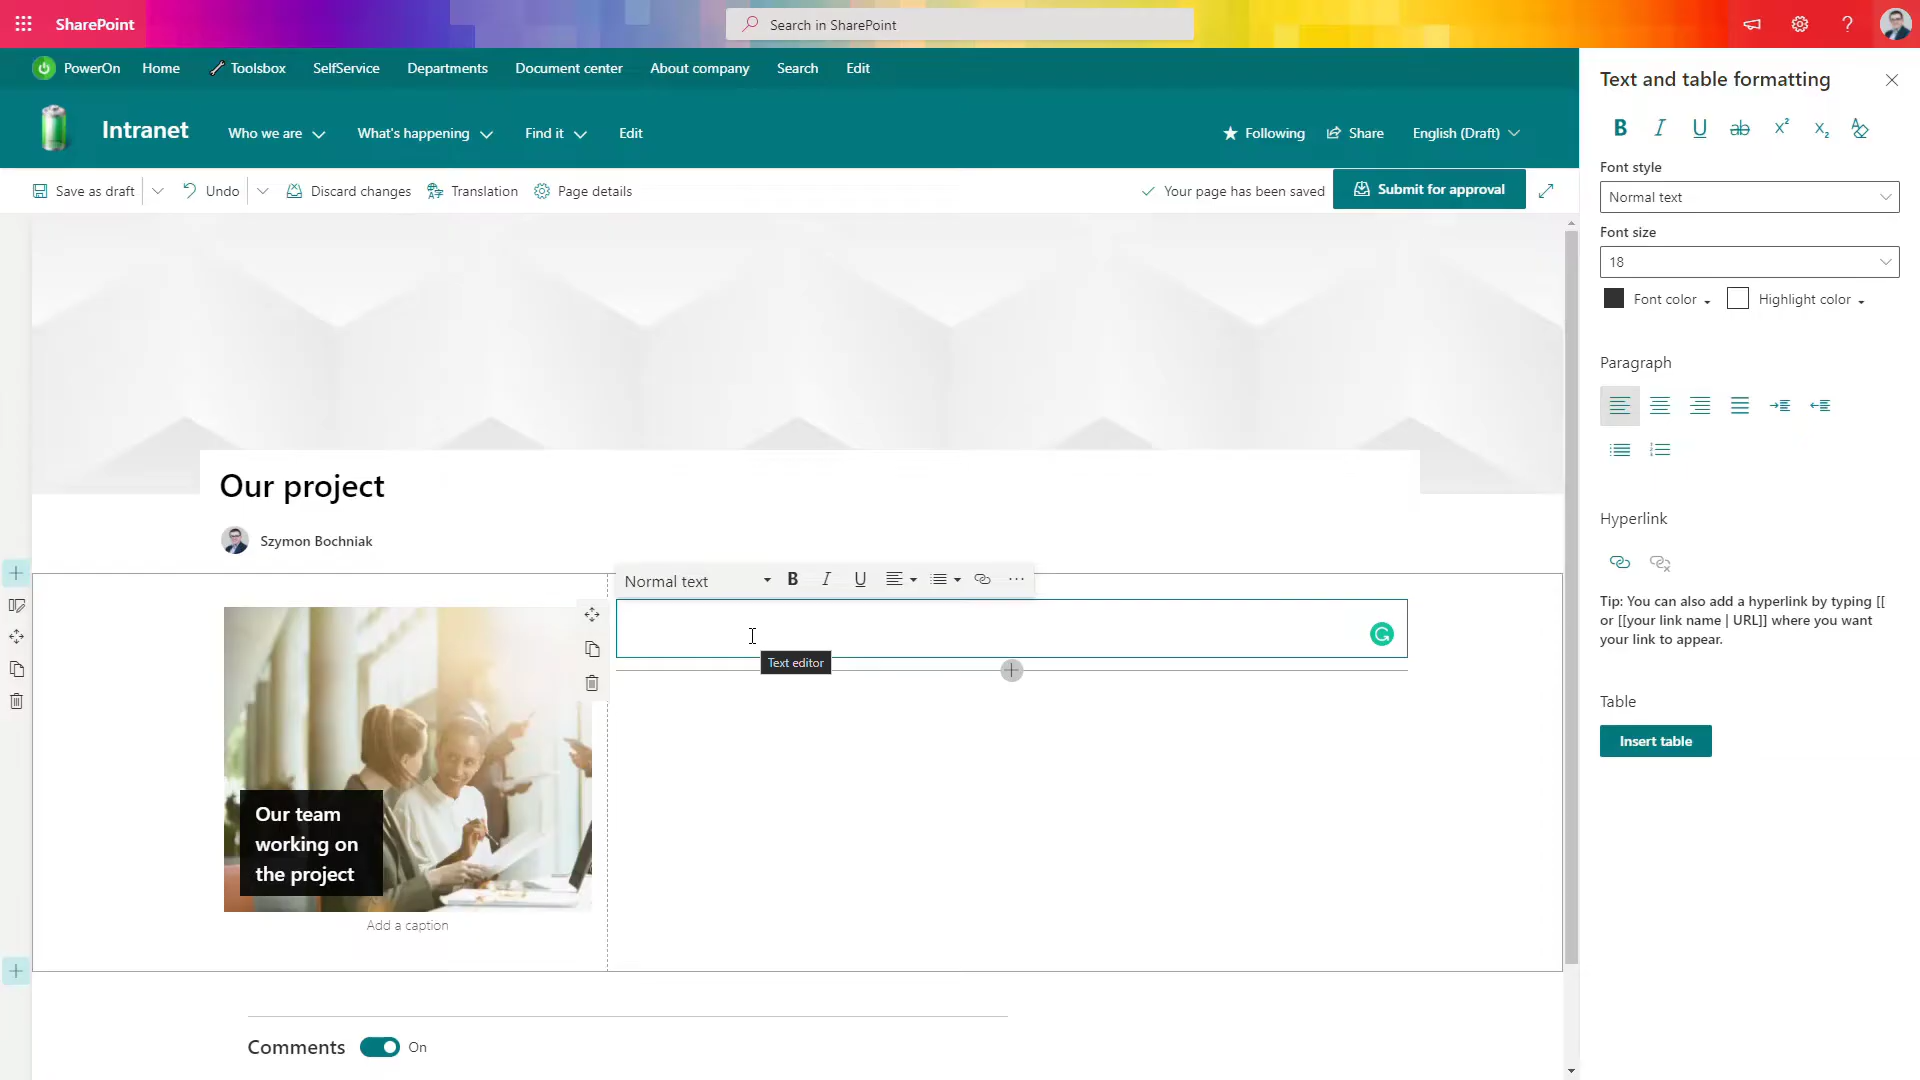 SharePoint
Search in SharePoint
?
PowerOn Home Toolsbox SelfService Departments Document center About company Search Edit
Intranet Who we are What's happening Find it Edit
Following Share English (Draft)
Save as draft Undo Discard changes Translation Page details
Your page has been saved Submit for approval
Our project
Szymon Bochniak
Normal text B I U ...
Text editor
Our team
working on
the project
Add a caption
Comments On
Text and table formatting
B I U ab x² x₂ A
Font style
Normal text
Font size
18
Font color Highlight color
Paragraph
Hyperlink
Tip: You can also add a hyperlink by typing [[
or [[your link name | URL]] where you want
your link to appear.
Table
Insert table